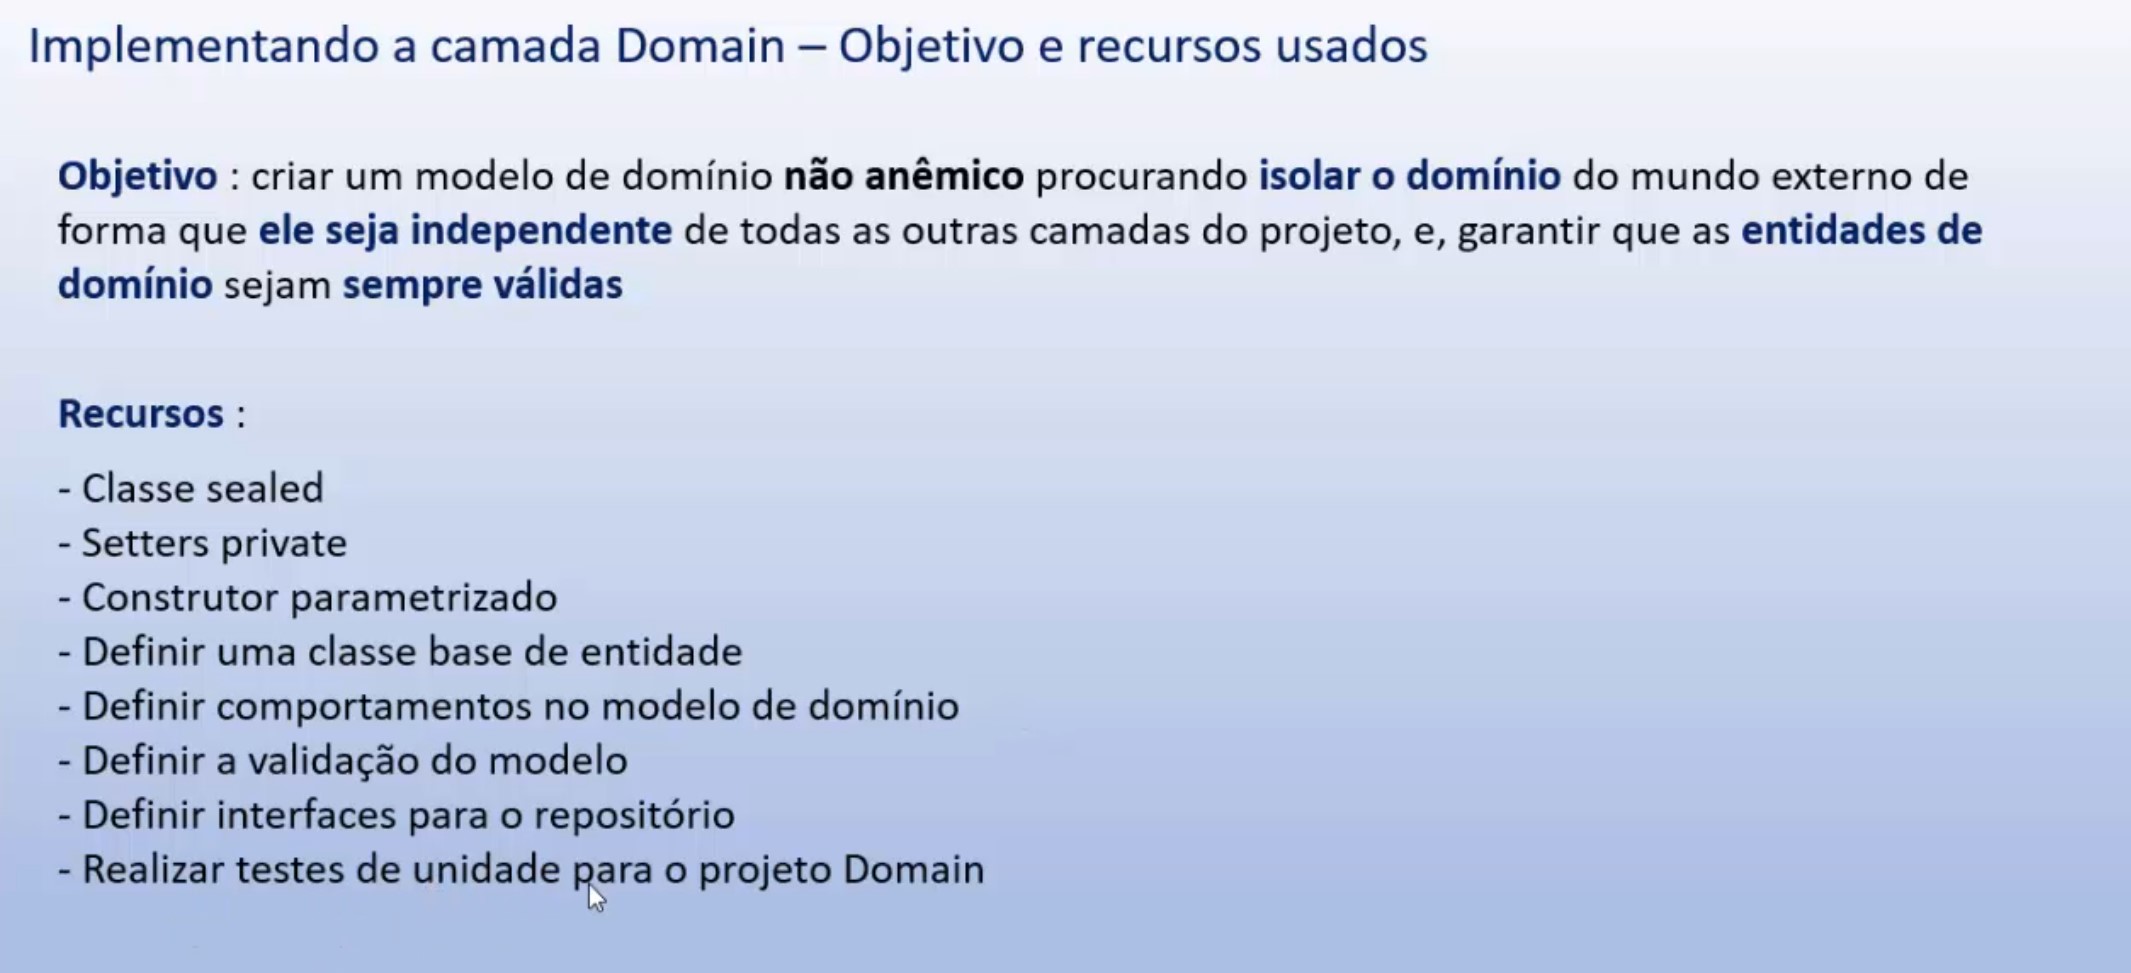 Implementando a camada Domain – Objetivo e recursos usados
Objetivo : criar um modelo de domínio não anêmico procurando isolar o domínio do mundo externo de
forma que ele seja independente de todas as outras camadas do projeto, e, garantir que as entidades de
domínio sejam sempre válidas
Recursos :
- Classe sealed
- Setters private
- Construtor parametrizado
- Definir uma classe base de entidade
- Definir comportamentos no modelo de domínio
- Definir a validação do modelo
- Definir interfaces para o repositório
- Realizar testes de unidade para o projeto Domain